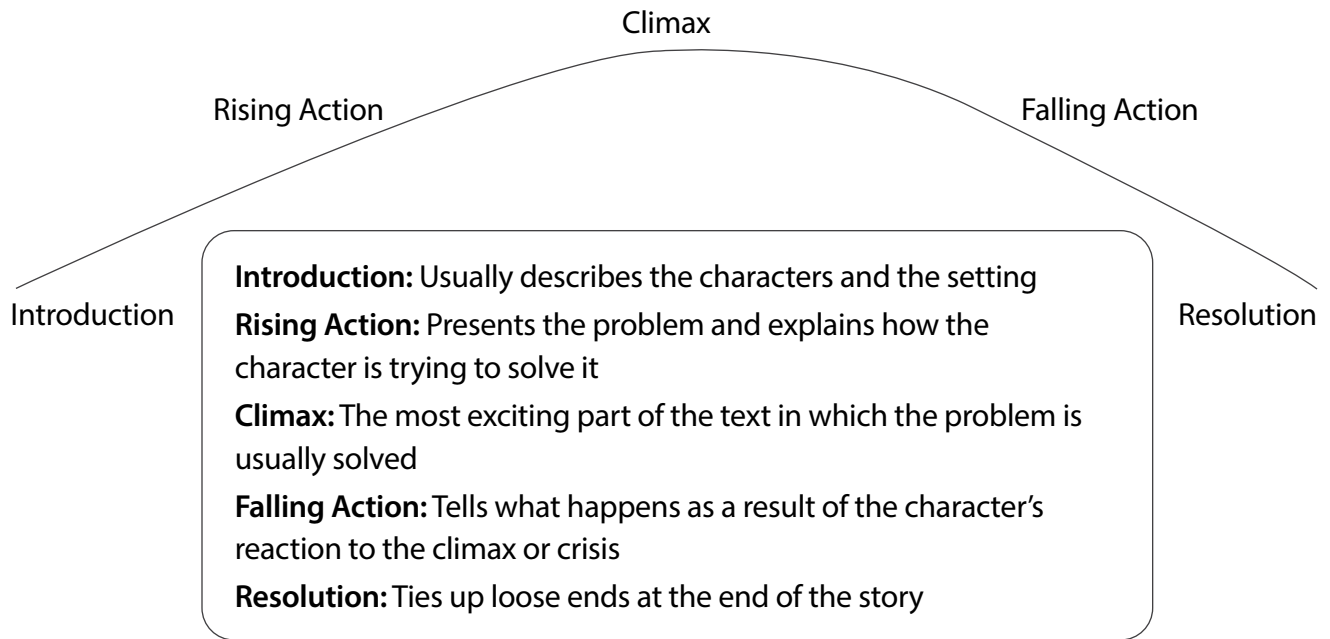 Climax
Rising Action
Falling Action
Introduction
Resolution
Introduction: Usually describes the characters and the setting
Rising Action: Presents the problem and explains how the
character is trying to solve it
Climax: The most exciting part of the text in which the problem is
usually solved
Falling Action: Tells what happens as a result of the character’s
reaction to the climax or crisis
Resolution: Ties up loose ends at the end of the story